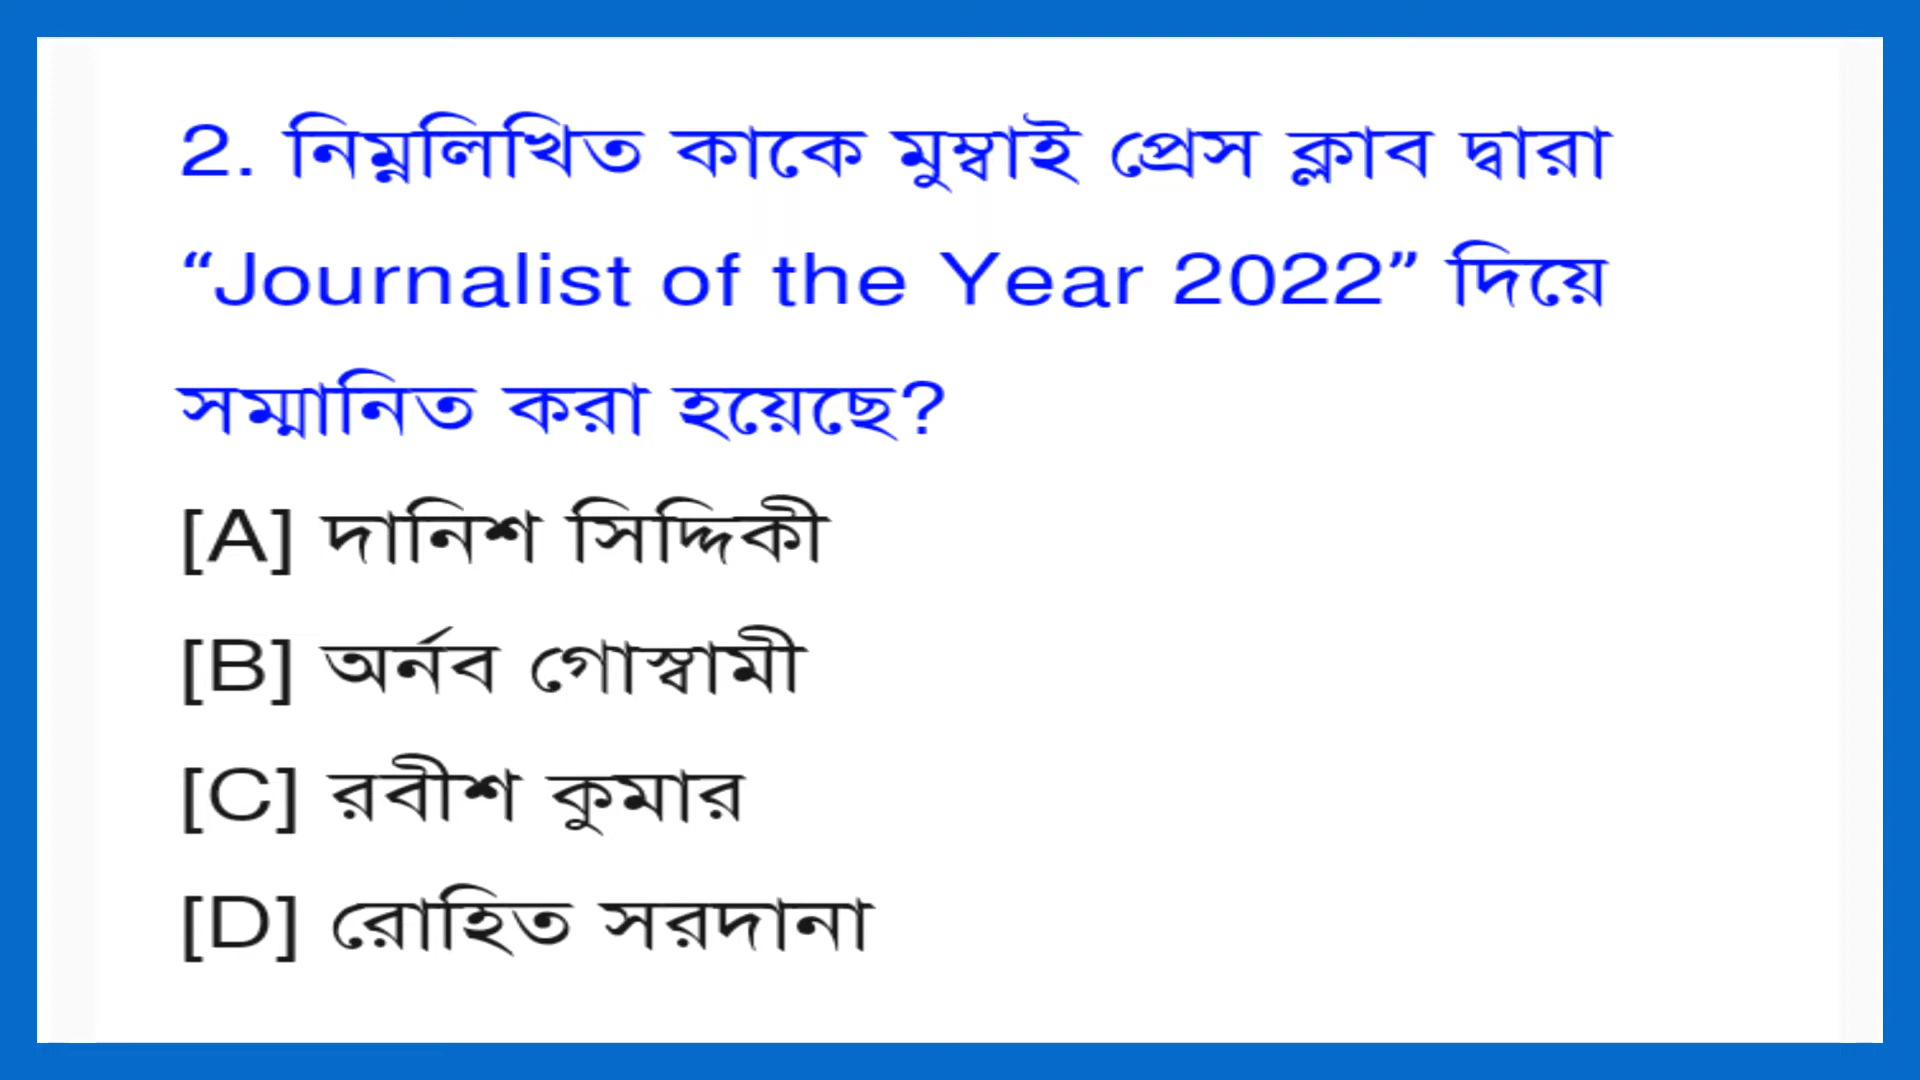 2. নিম্নলিখিত কাকে মুম্বাই প্রেস ক্লাব দ্বারা
“Journalist of the Year 2022” দিয়ে
সম্মানিত করা হয়েছে?
[A] দানিশ সিদ্দিকী
[B] অর্নব গোস্বামী
[C] রবীশ কুমার
[D] রোহিত সরদানা